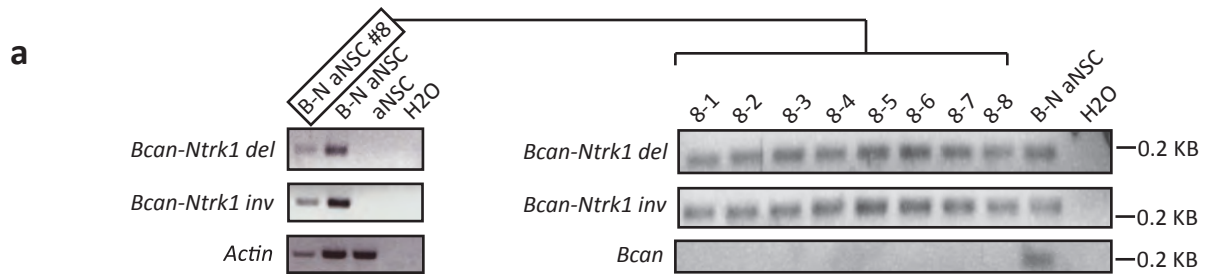 a
B-N aNSC #8
B-N aNSC
aNSC
H2O
8-1
8-2
8-3
8-4
8-5
8-6
8-7
8-8
B-N aNSC
H2O
Bcan-Ntrk1 del
Bcan-Ntrk1 del
0.2 KB
Bcan-Ntrk1 inv
Bcan-Ntrk1 inv
0.2 KB
Actin
Bcan
0.2 KB